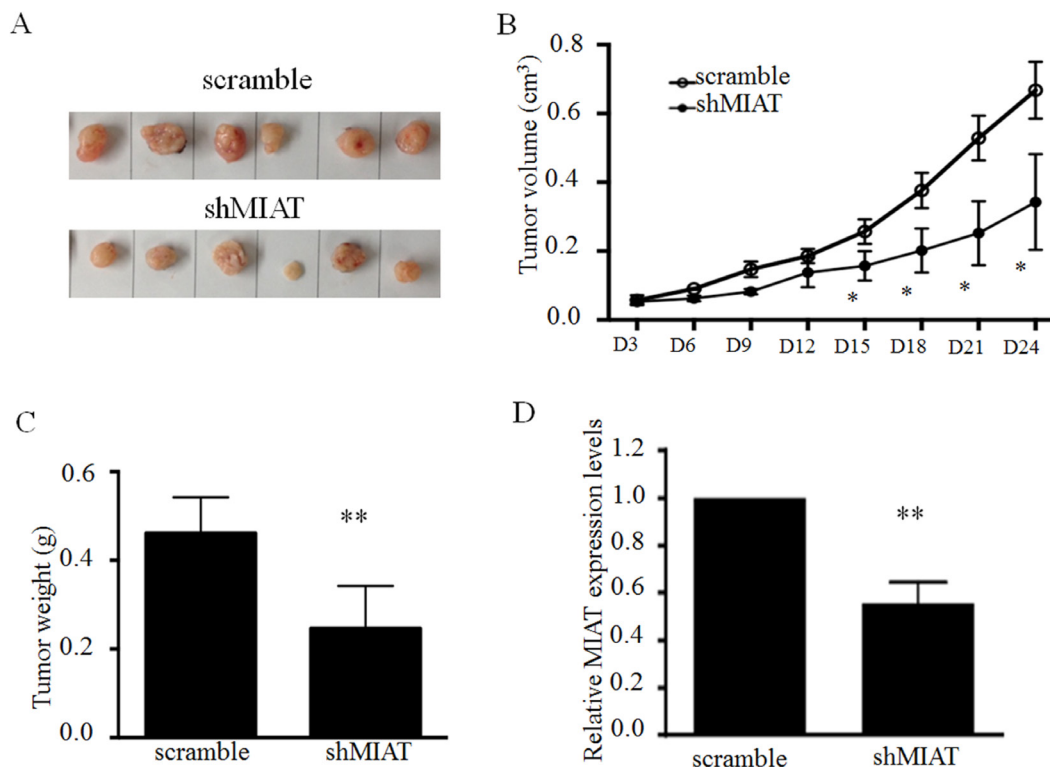 A
scramble
shMIAT
B
Tumor volume (cm³)
0.8
0.6
0.4
0.2
0.0
scramble
shMIAT
*
*
*
*
D3
D6
D9
D12
D15
D18
D21
D24
C
Tumor weight (g)
0.6
0.4
0.2
0.0
**
scramble
shMIAT
D
Relative MIAT expression levels
1.2
1.0
0.8
0.6
0.4
0.2
0.0
**
scramble
shMIAT